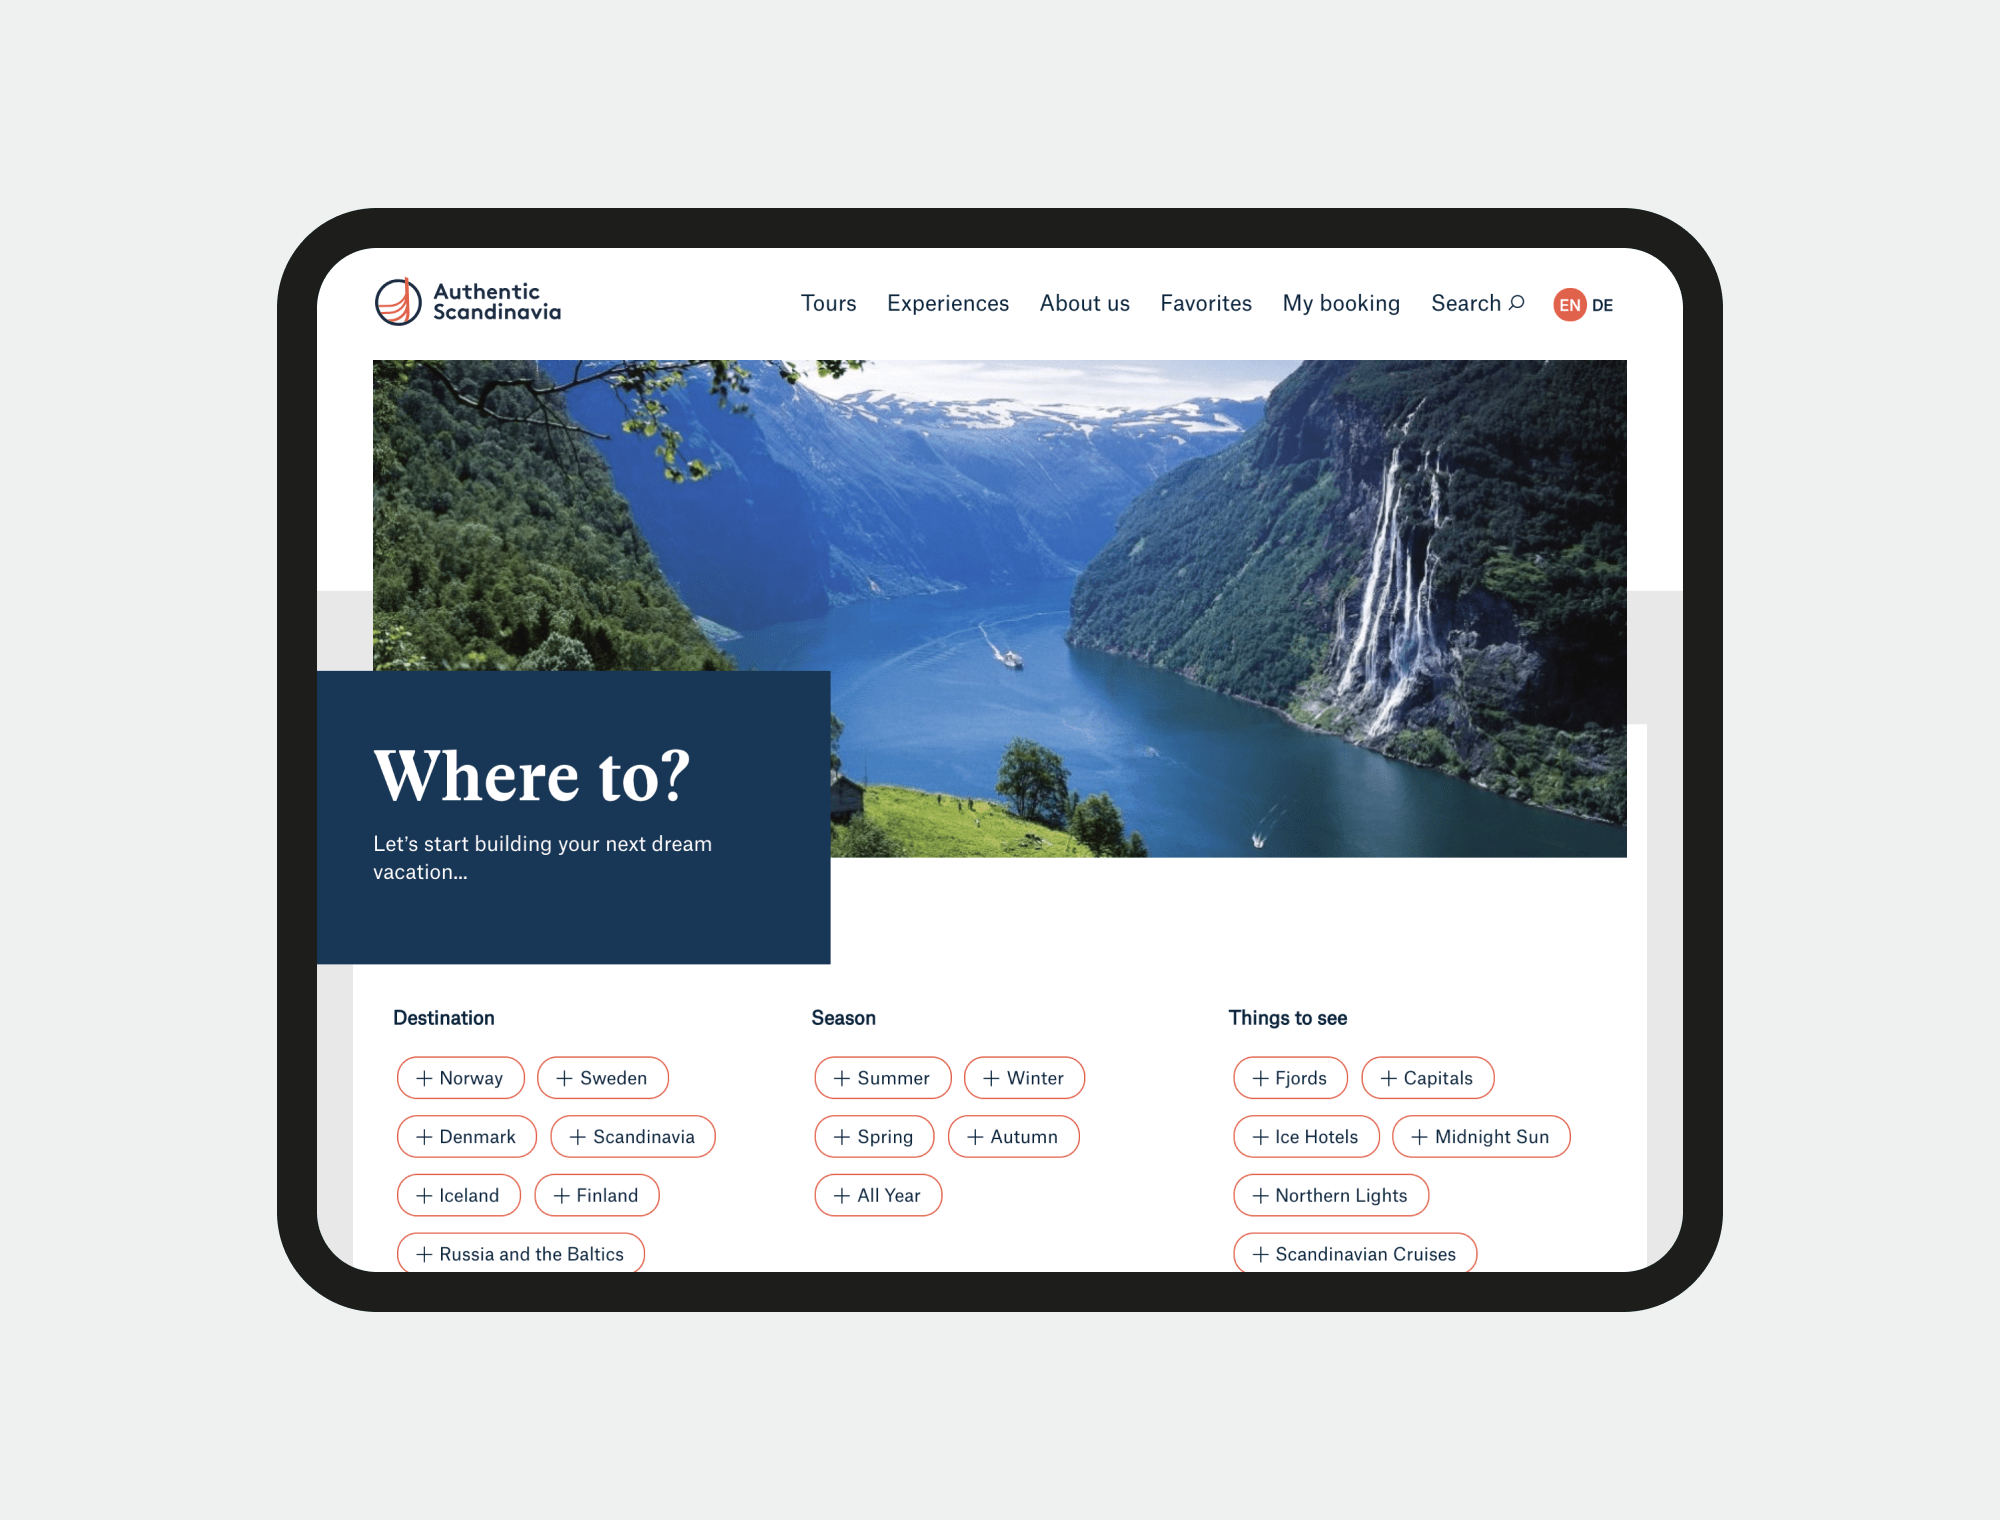 Authentic
Scandinavia
Tours Experiences About us Favorites My booking Search EN DE
Where to?
Let’s start building your next dream
vacation...
Destination
Norway Sweden
Denmark Scandinavia
Iceland Finland
Russia and the Baltics
Season
Summer Winter
Spring Autumn
All Year
Things to see
Fjords Capitals
Ice Hotels Midnight Sun
Northern Lights
Scandinavian Cruises